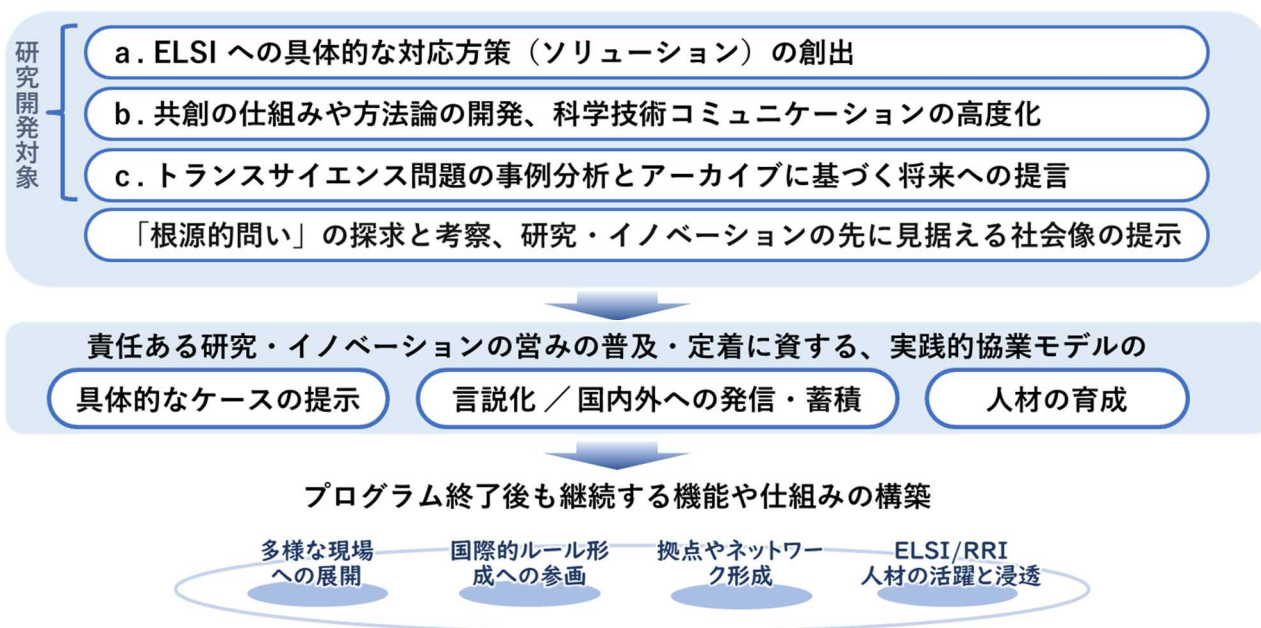 研究開発対象
a. ELSI への具体的な対応方策（ソリューション）の創出
b. 共創の仕組みや方法論の開発、科学技術コミュニケーションの高度化
c. トランスサイエンス問題の事例分析とアーカイブに基づく将来への提言
「根源的問い」の探求と考察、研究・イノベーションの先に見据える社会像の提示
責任ある研究・イノベーションの営みの普及・定着に資する、実践的協業モデルの
具体的なケースの提示
言説化 ／ 国内外への発信・蓄積
人材の育成
プログラム終了後も継続する機能や仕組みの構築
多様な現場
への展開
国際的ルール形
成への参画
拠点やネットワー
ク形成
ELSI/RRI
人材の活躍と浸透